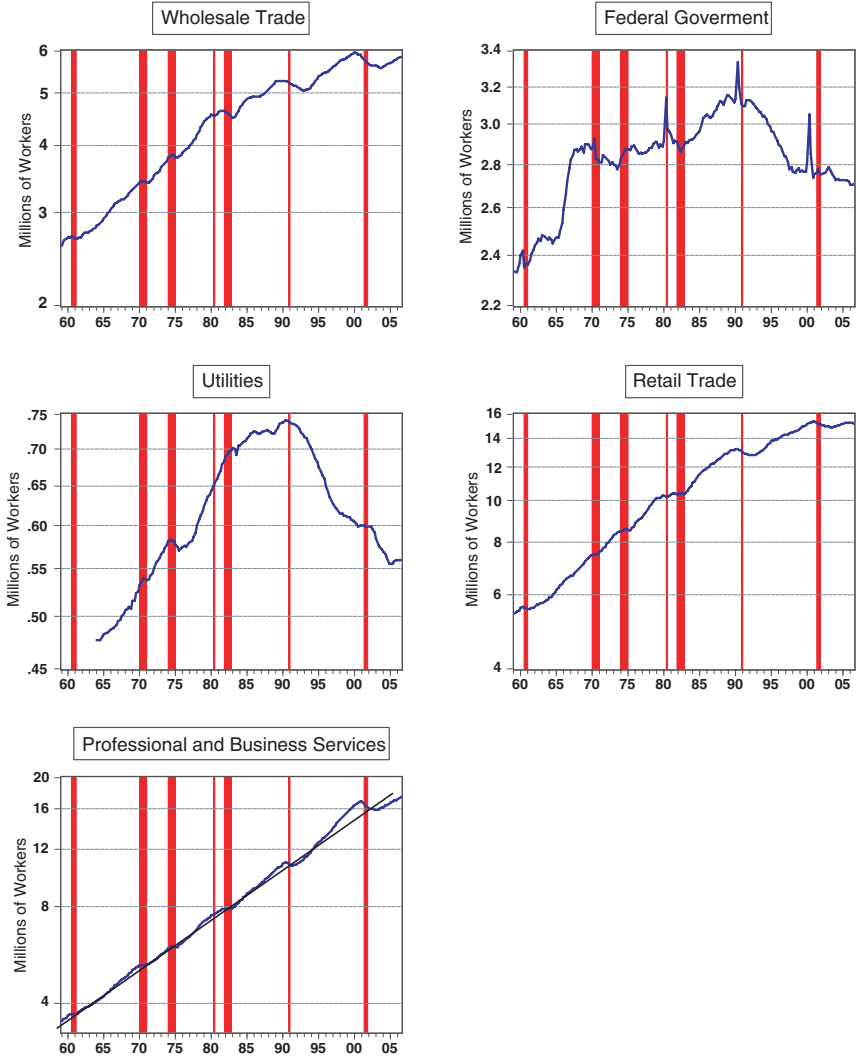 Wholesale Trade
Millions of Workers
6
5
4
3
2
60 65 70 75 80 85 90 95 00 05
Federal Goverment
Millions of Workers
3.4
3.2
3.0
2.8
2.6
2.4
2.2
60 65 70 75 80 85 90 95 00 05
Utilities
Millions of Workers
.75
.70
.65
.60
.55
.50
.45
60 65 70 75 80 85 90 95 00 05
Retail Trade
Millions of Workers
16
14
12
10
8
6
4
60 65 70 75 80 85 90 95 00 05
Professional and Business Services
Millions of Workers
20
16
12
8
4
60 65 70 75 80 85 90 95 00 05